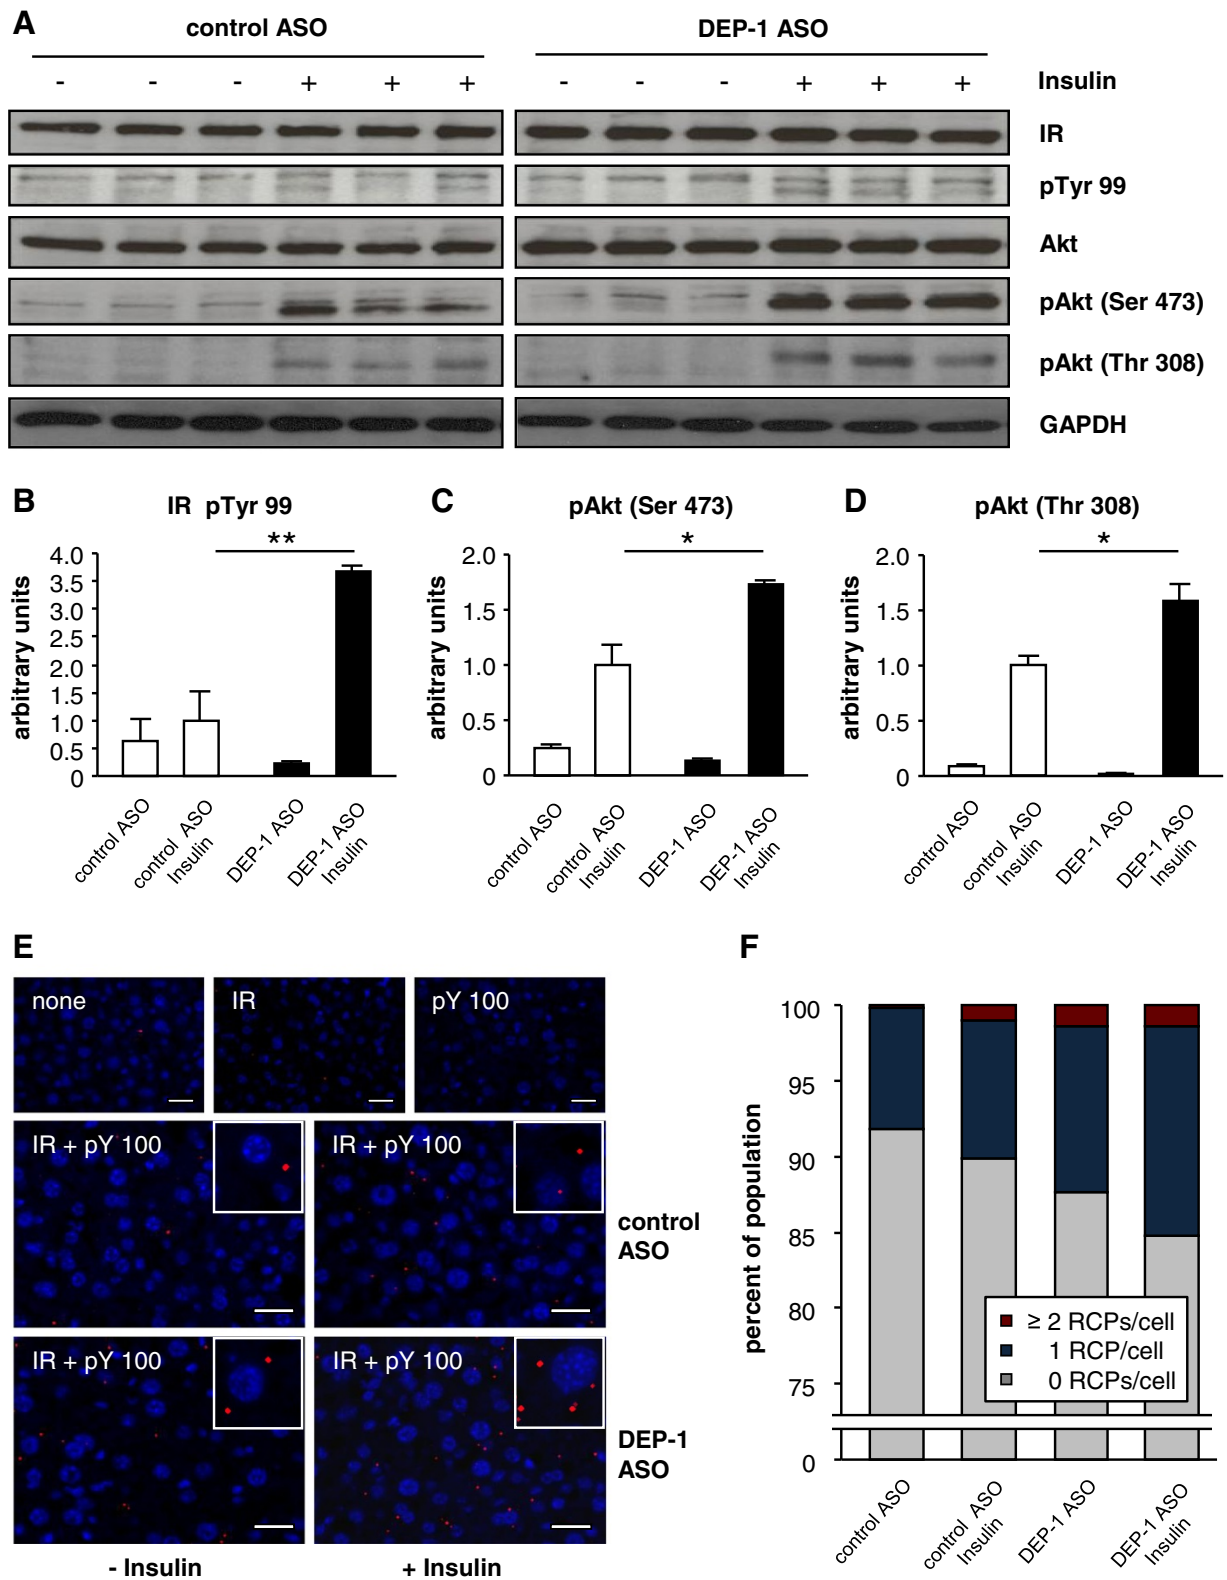 A
control ASO
DEP-1 ASO
- - - + + + - - - + + + Insulin
IR
pTyr 99
Akt
pAkt (Ser 473)
pAkt (Thr 308)
GAPDH
B
IR pTyr 99
**
arbitrary units
4.0
3.5
3.0
2.5
2.0
1.5
1.0
0.5
0
control ASO
control ASO
Insulin
DEP-1 ASO
DEP-1 ASO
Insulin
C
pAkt (Ser 473)
*
arbitrary units
2.0
1.5
1.0
0.5
0
control ASO
control ASO
Insulin
DEP-1 ASO
DEP-1 ASO
Insulin
D
pAkt (Thr 308)
*
arbitrary units
2.0
1.5
1.0
0.5
0
control ASO
control ASO
Insulin
DEP-1 ASO
DEP-1 ASO
Insulin
E
none
IR
pY 100
IR + pY 100
IR + pY 100
control
ASO
IR + pY 100
IR + pY 100
DEP-1
ASO
- Insulin
+ Insulin
F
percent of population
100
95
90
85
80
75
0
≥ 2 RCPs/cell
1 RCP/cell
0 RCPs/cell
control ASO
control ASO
Insulin
DEP-1 ASO
DEP-1 ASO
Insulin